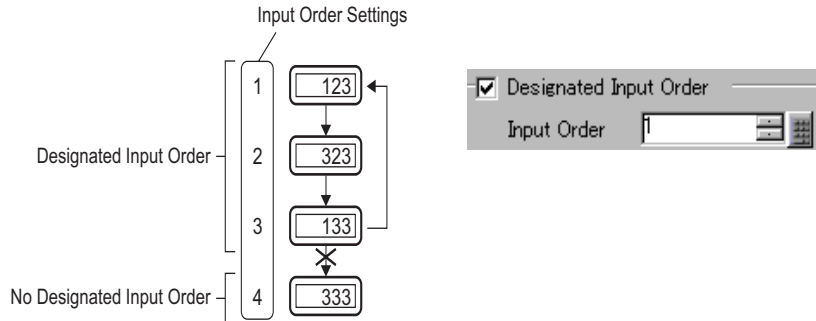 Input Order Settings
1
123
Designated Input Order
2
323
3
133
No Designated Input Order
4
333
Designated Input Order
Input Order
1